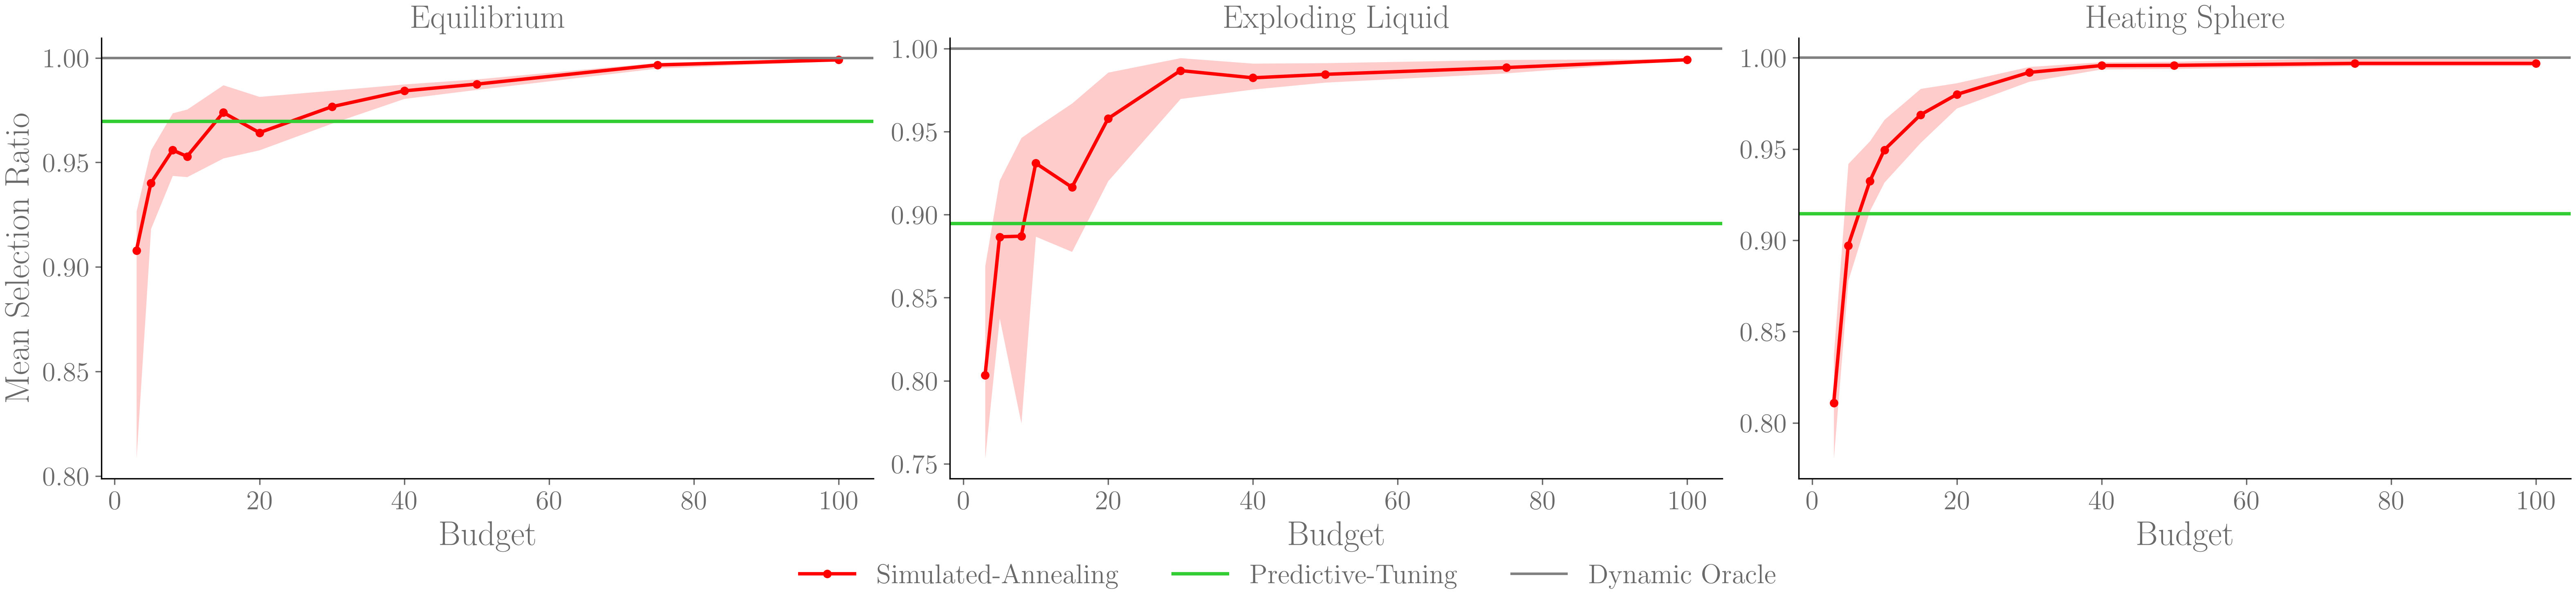 Equilibrium
Exploding Liquid
Heating Sphere
Mean Selection Ratio
1.00
0.95
0.90
0.85
0.80
0 20 40 60 80 100
Budget
1.00
0.95
0.90
0.85
0.80
0.75
0 20 40 60 80 100
Budget
1.00
0.95
0.90
0.85
0.80
0 20 40 60 80 100
Budget
Simulated-Annealing Predictive-Tuning Dynamic Oracle